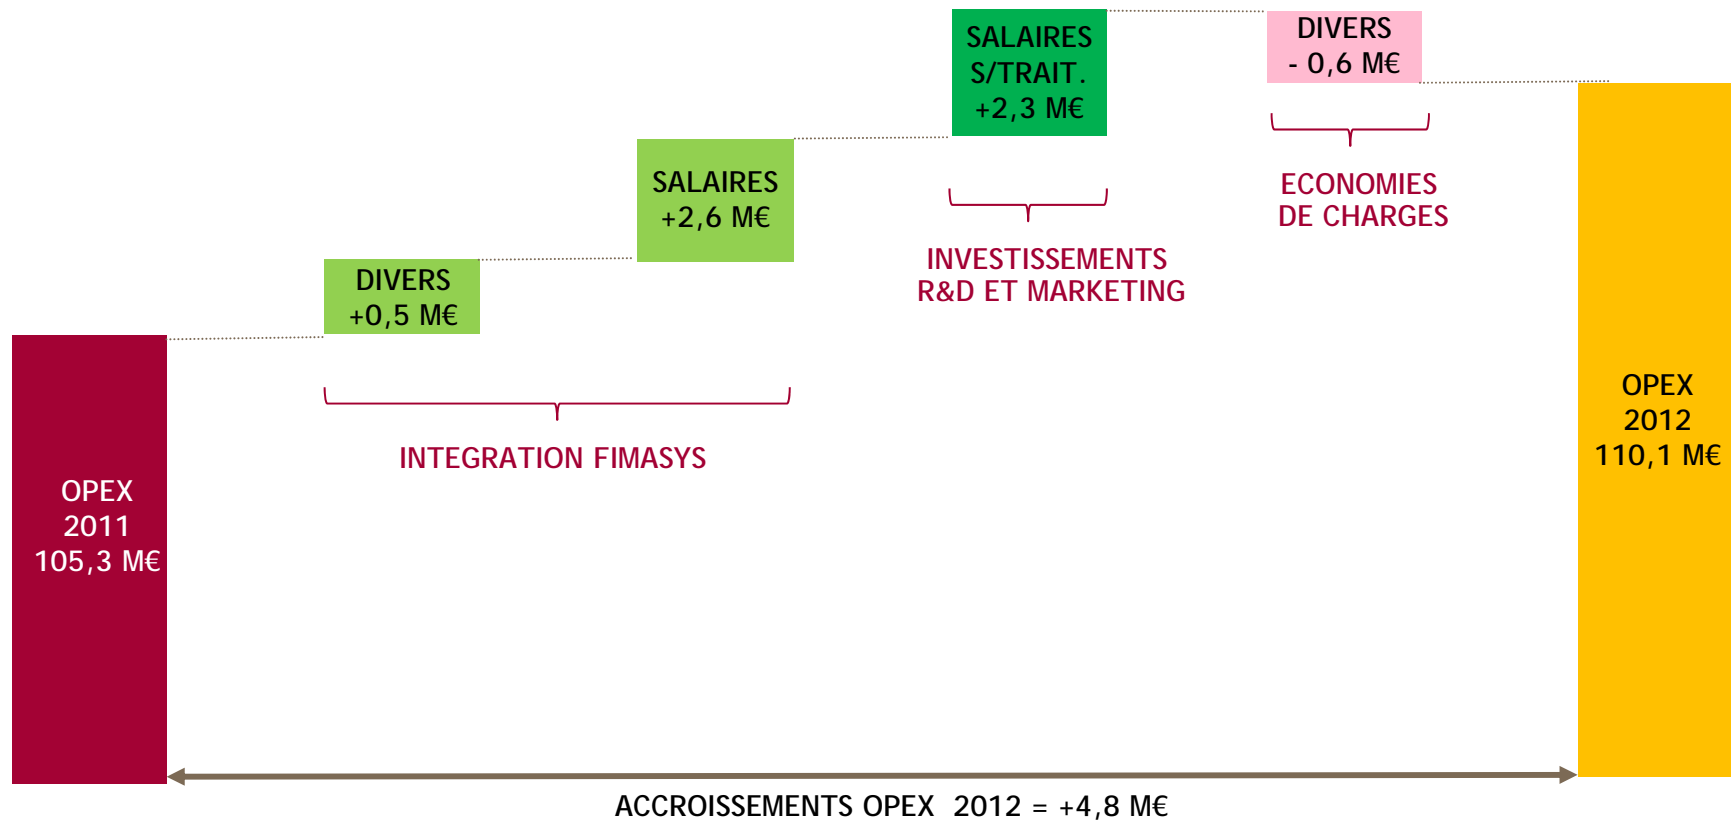 OPEX
2011
105,3 M€
DIVERS
+0,5 M€
SALAIRES
+2,6 M€
INTEGRATION FIMASYS
SALAIRES
S/TRAIT.
+2,3 M€
INVESTISSEMENTS
R&D ET MARKETING
DIVERS
- 0,6 M€
ECONOMIES
DE CHARGES
OPEX
2012
110,1 M€
ACCROISSEMENTS OPEX 2012 = +4,8 M€